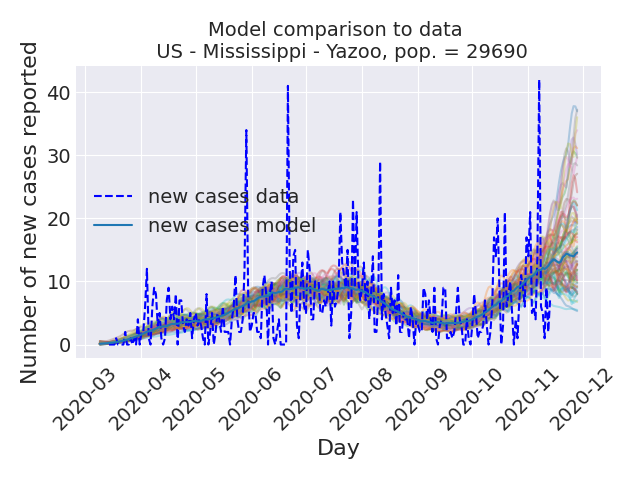 Model comparison to data
US - Mississippi - Yazoo, pop. = 29690
Number of new cases reported
40
30
20
10
0
new cases data
new cases model
2020-03
2020-04
2020-05
2020-06
2020-07
2020-08
2020-09
2020-10
2020-11
2020-12
Day